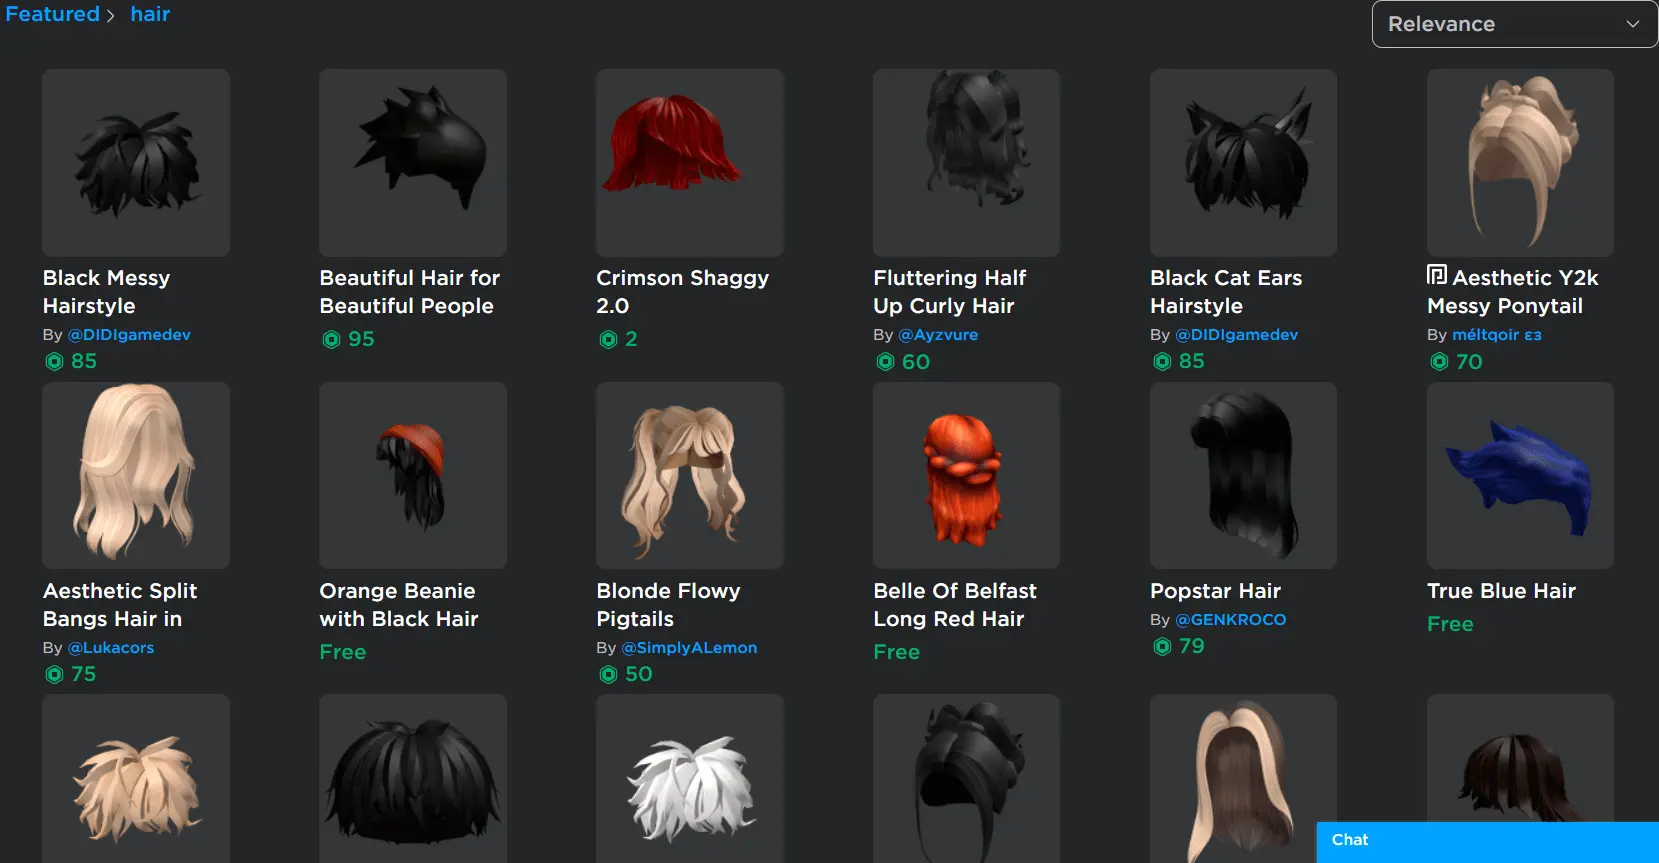 Featured > hair
Relevance
Black Messy
Hairstyle
By @DIDIgamedev
85
Beautiful Hair for
Beautiful People
95
Crimson Shaggy
2.0
2
Fluttering Half
Up Curly Hair
By @Ayzvure
60
Black Cat Ears
Hairstyle
By @DIDIgamedev
85
Aesthetic Y2k
Messy Ponytail
By méltqoir ε3
70
Aesthetic Split
Bangs Hair in
By @Lukacors
75
Orange Beanie
with Black Hair
Free
Blonde Flowy
Pigtails
By @SimplyALemon
50
Belle Of Belfast
Long Red Hair
Free
Popstar Hair
By @GENKROCO
79
True Blue Hair
Free
Chat